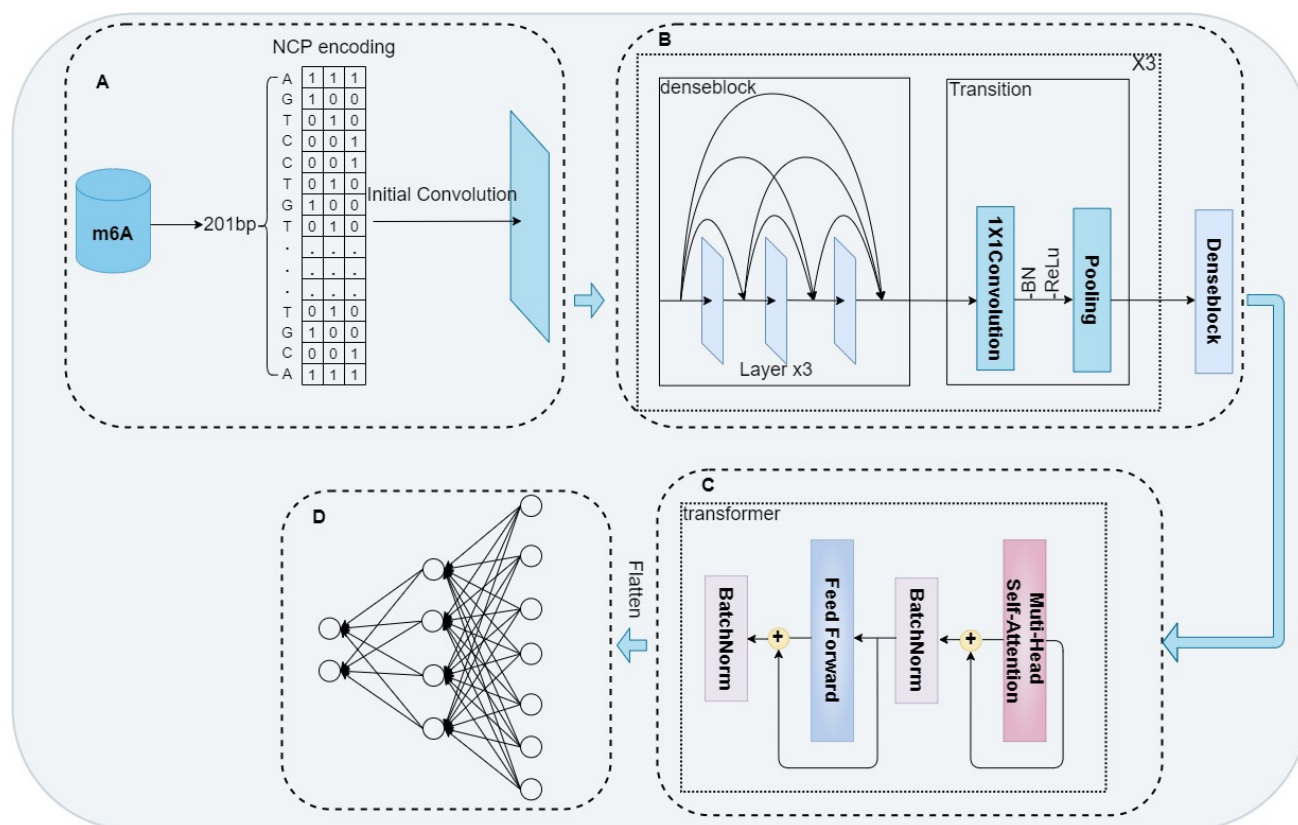 A
NCP encoding
A 1 1 1
G 1 0 0
T 0 1 0
C 0 0 1
C 0 0 1
T 0 1 0
G 1 0 0
T 0 1 0
. . . .
. . . .
. . . .
T 0 1 0
G 1 0 0
C 0 0 1
A 1 1 1
m6A
201bp
Initial Convolution
B
X3
denseblock
Layer x3
Transition
1X1Convolution
-BN
-ReLu
Pooling
Denseblock
C
transformer
Muti-Head
Self-Attention
+
BatchNorm
Feed Forward
+
BatchNorm
Flatten
D